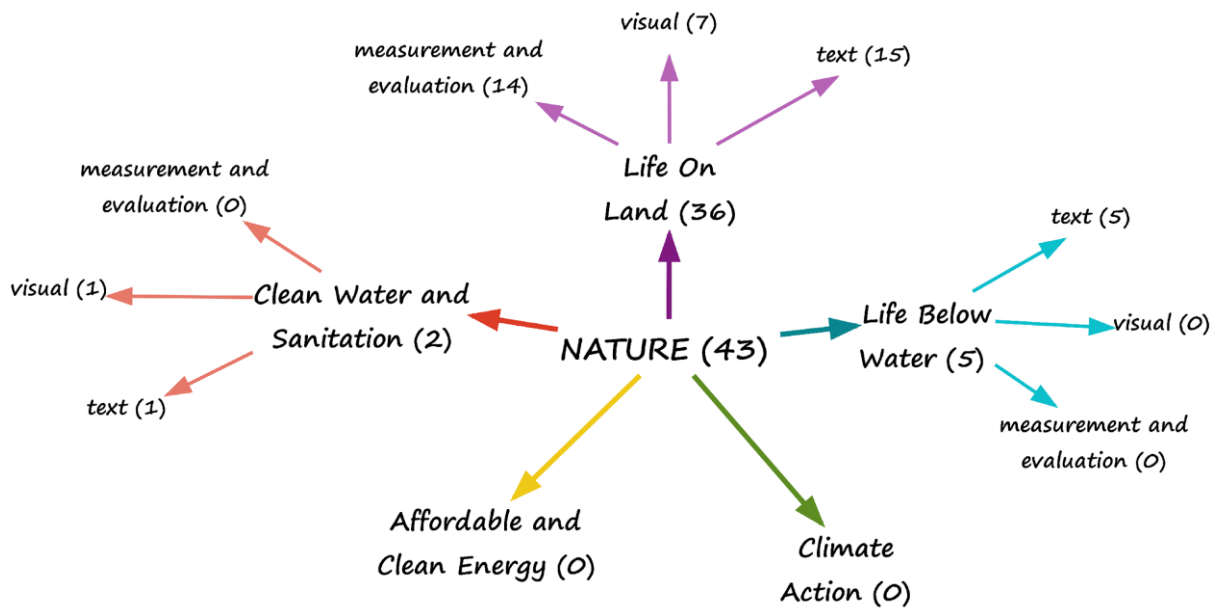 visual (7)
measurement and
evaluation (14)
text (15)
Life On
Land (36)
measurement and
evaluation (0)
visual (1)
text (1)
Clean Water and
Sanitation (2)
NATURE (43)
Life Below
Water (5)
text (5)
visual (0)
measurement and
evaluation (0)
Affordable and
Clean Energy (0)
Climate
Action (0)